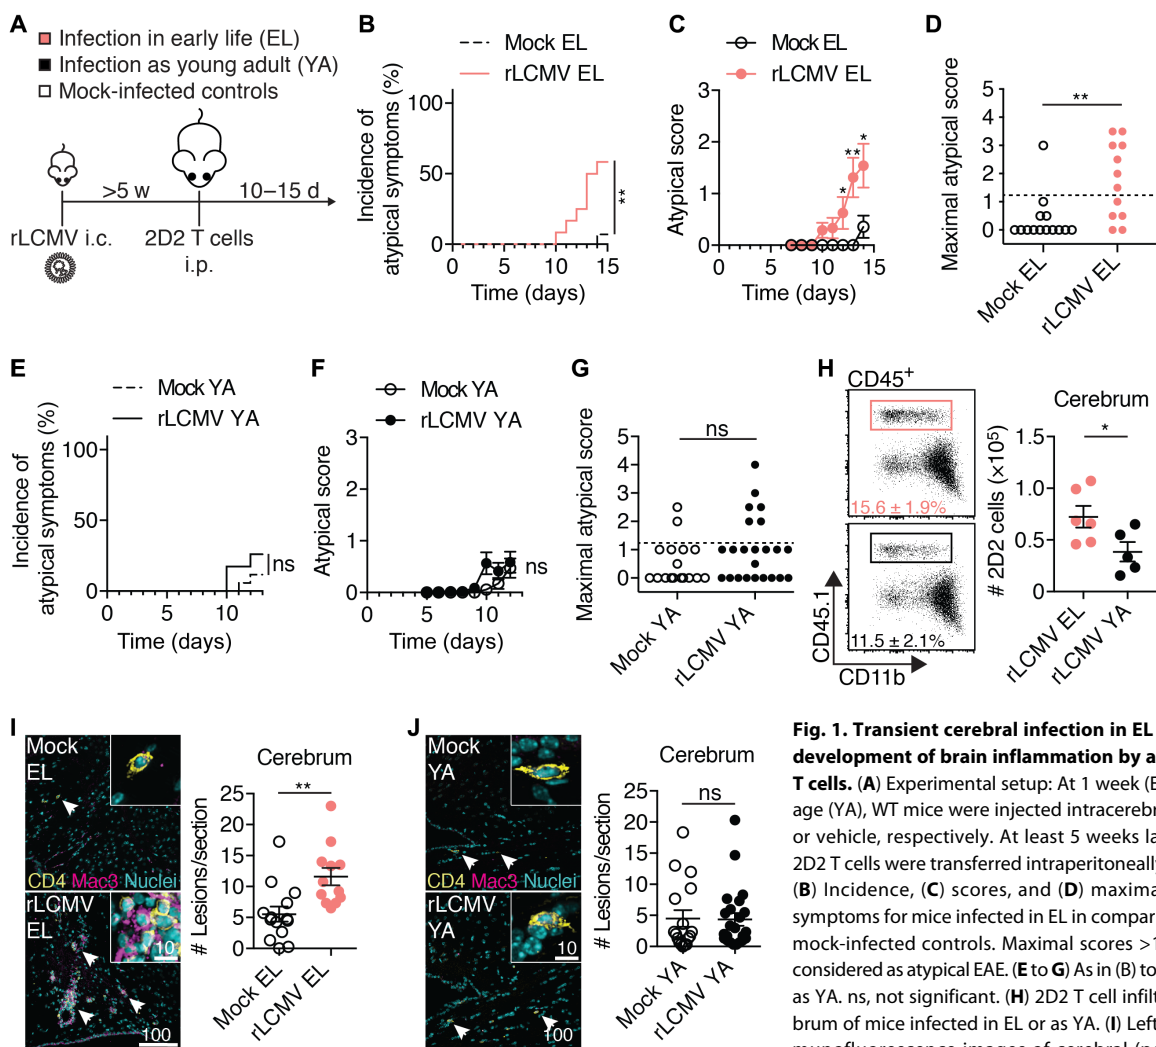 A
Infection in early life (EL)
Infection as young adult (YA)
Mock-infected controls
>5 w
10–15 d
rLCMV i.c.
2D2 T cells
i.p.
B
Mock EL
rLCMV EL
Incidence of
atypical symptoms (%)
100
50
0
**
0 5 10 15
Time (days)
C
Mock EL
rLCMV EL
Atypical score
3
2
1
0
* ** *
0 5 10 15
Time (days)
D
Maximal atypical score
5
4
3
2
1
0
**
Mock EL
rLCMV EL
E
Mock YA
rLCMV YA
Incidence of
atypical symptoms (%)
100
50
0
ns
0 10
Time (days)
F
Mock YA
rLCMV YA
Atypical score
3
2
1
0
ns
0 10
Time (days)
G
Maximal atypical score
5
4
3
2
1
0
ns
Mock YA
rLCMV YA
H
CD45+
15.6 ± 1.9%
11.5 ± 2.1%
CD45.1
CD11b
Cerebrum
# 2D2 cells (×10⁵)
1.5
1.0
0.5
0
*
rLCMV EL
rLCMV YA
I
Mock
EL
CD4 Mac3 Nuclei
rLCMV
EL
10
100
Cerebrum
# Lesions/section
25
20
15
10
5
0
**
Mock EL
rLCMV EL
J
Mock
YA
CD4 Mac3 Nuclei
rLCMV
YA
10
100
Cerebrum
# Lesions/section
25
20
15
10
5
0
ns
Mock YA
rLCMV YA
Fig. 1. Transient cerebral infection in EL
development of brain inflammation by a
T cells. (A) Experimental setup: At 1 week (E
age (YA), WT mice were injected intracerebr
or vehicle, respectively. At least 5 weeks la
2D2 T cells were transferred intraperitoneally
(B) Incidence, (C) scores, and (D) maxima
symptoms for mice infected in EL in compar
mock-infected controls. Maximal scores >1
considered as atypical EAE. (E to G) As in (B) to
as YA. ns, not significant. (H) 2D2 T cell infilt
brum of mice infected in EL or as YA. (I) Left